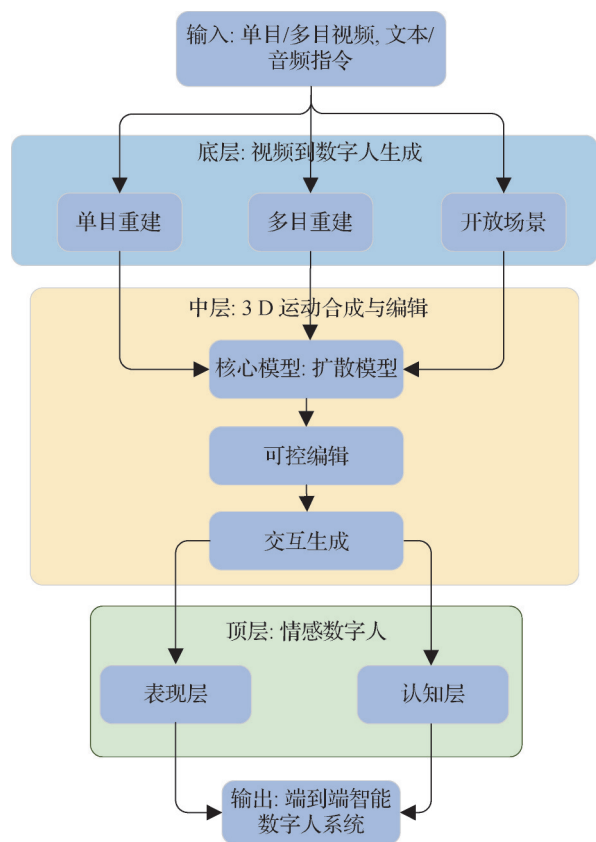 输入: 单目/多目视频, 文本/
音频指令
底层: 视频到数字人生成
单目重建
多目重建
开放场景
中层: 3 D 运动合成与编辑
核心模型: 扩散模型
可控编辑
交互生成
顶层: 情感数字人
表现层
认知层
输出: 端到端智能
数字人系统